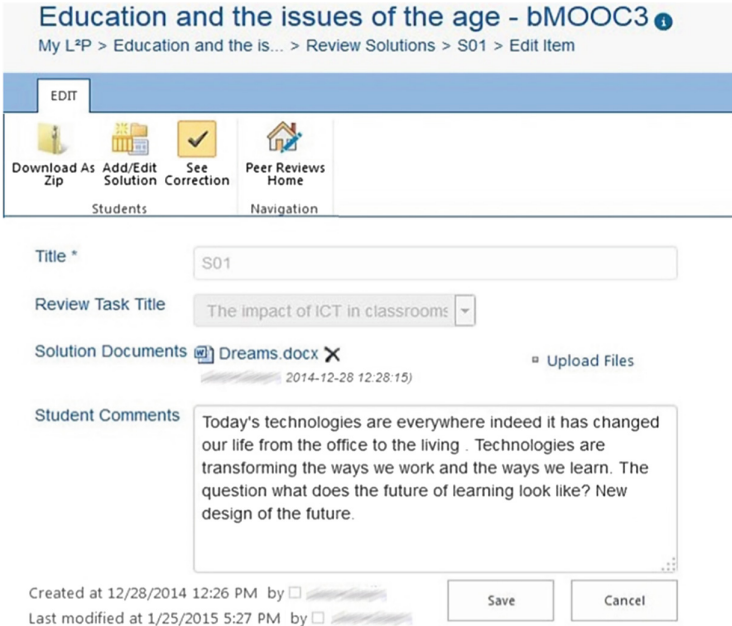 Education and the issues of the age - bMOOC3
My L²P > Education and the is... > Review Solutions > S01 > Edit Item
EDIT
Download As Zip
Add/Edit Solution
See Correction
Peer Reviews Home
Students
Navigation
Title *
S01
Review Task Title
The impact of ICT in classrooms
Solution Documents
Dreams.docx
2014-12-28 12:28:15)
Upload Files
Student Comments
Today's technologies are everywhere indeed it has changed
our life from the office to the living . Technologies are
transforming the ways we work and the ways we learn. The
question what does the future of learning look like? New
design of the future.
Created at 12/28/2014 12:26 PM by
Last modified at 1/25/2015 5:27 PM by
Save
Cancel